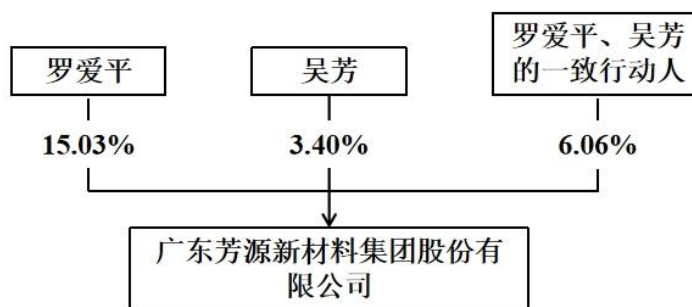 罗爱平
吴芳
罗爱平、吴芳
的一致行动人
15.03%
3.40%
6.06%
广东芳源新材料集团股份有
限公司